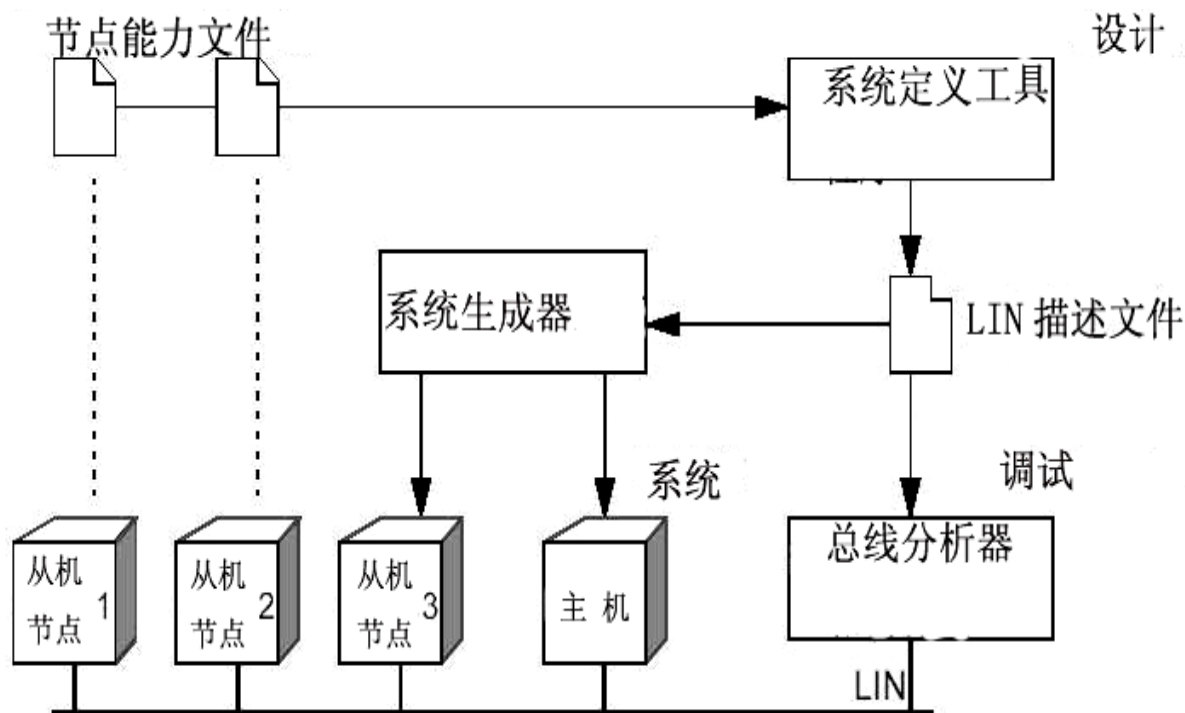 节点能力文件
设计
系统定义工具
系统生成器
LIN 描述文件
系统
调试
总线分析器
从机
节点 1
从机
节点 2
从机
节点 3
主 机
LIN